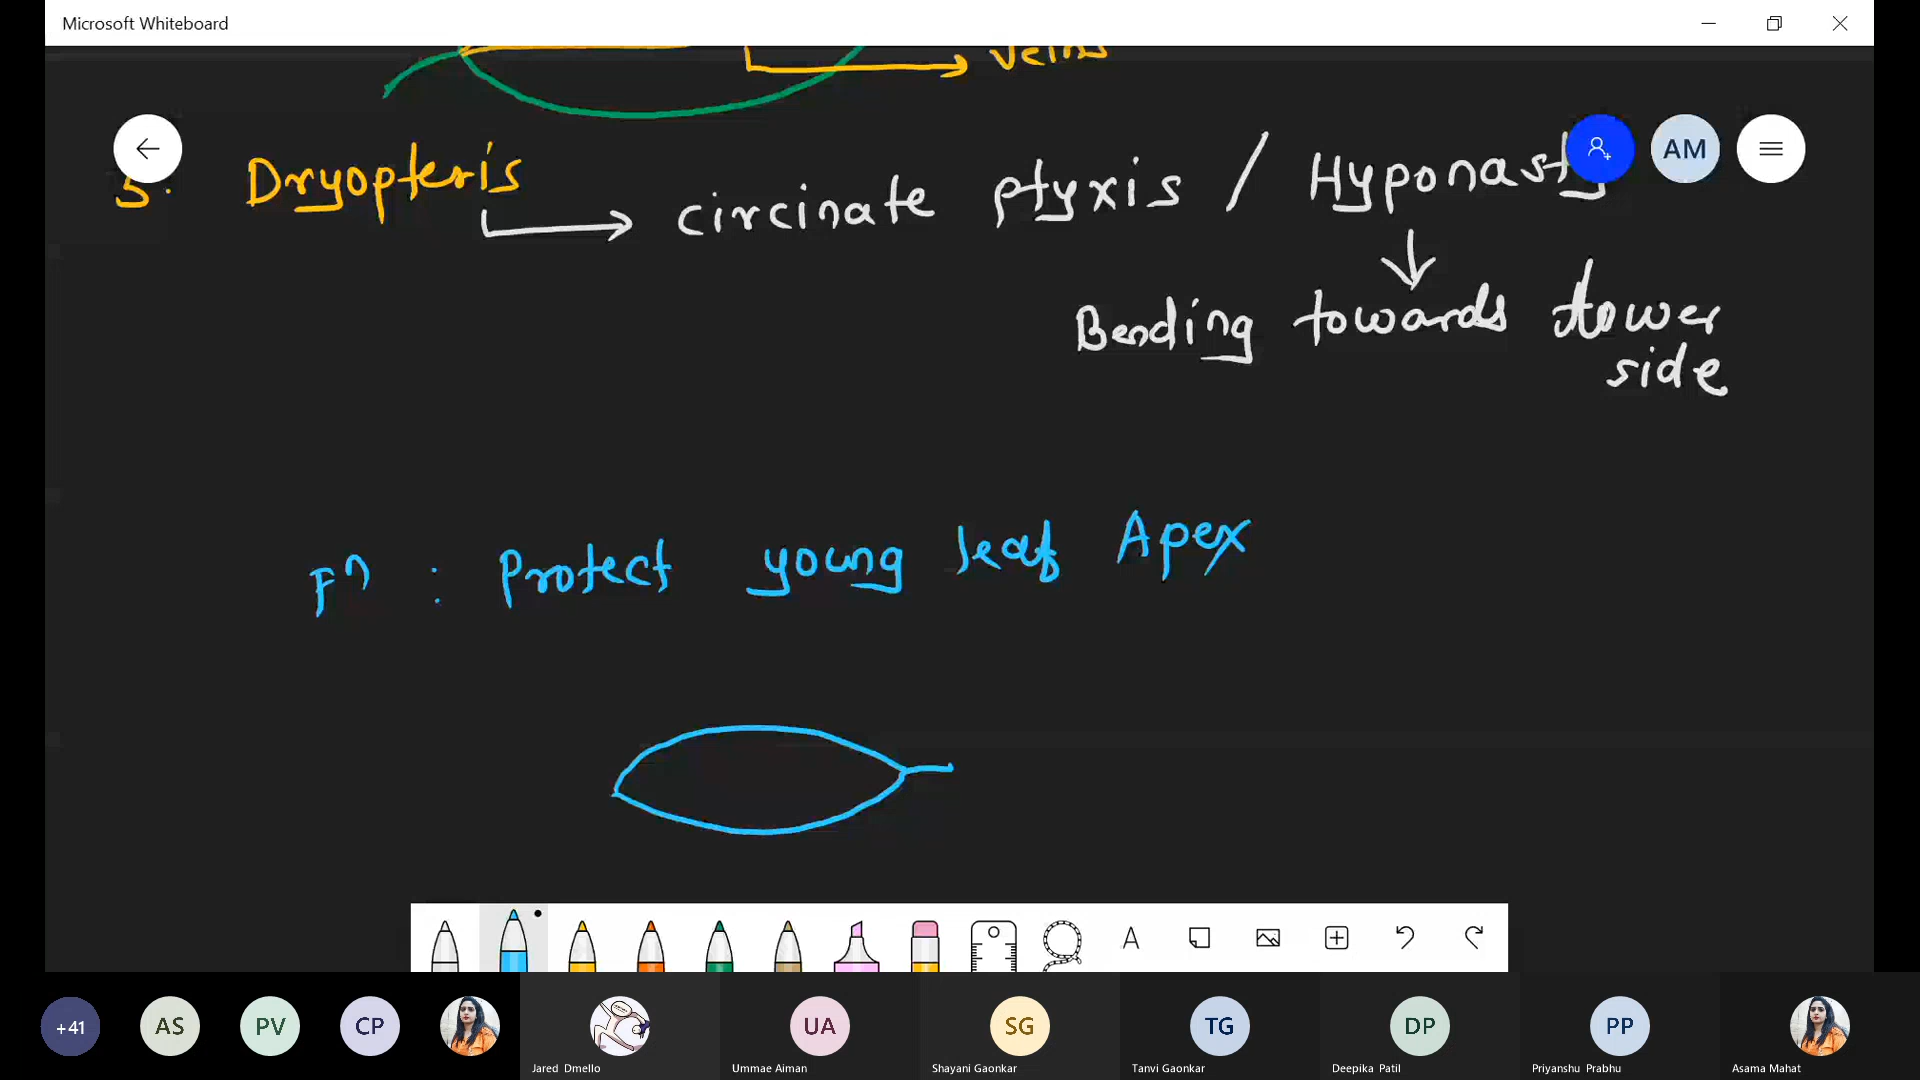 Microsoft Whiteboard
veins
AM
5. Dryopteris
circinate ptyxis / Hyponasty
Bending towards lower
side
Fn : Protect young leaf Apex
A
+41
AS
PV
CP
UA
SG
TG
DP
PP
Jared Dmello
Ummae Aiman
Shayani Gaonkar
Tanvi Gaonkar
Deepika Patil
Priyanshu Prabhu
Asama Mahat